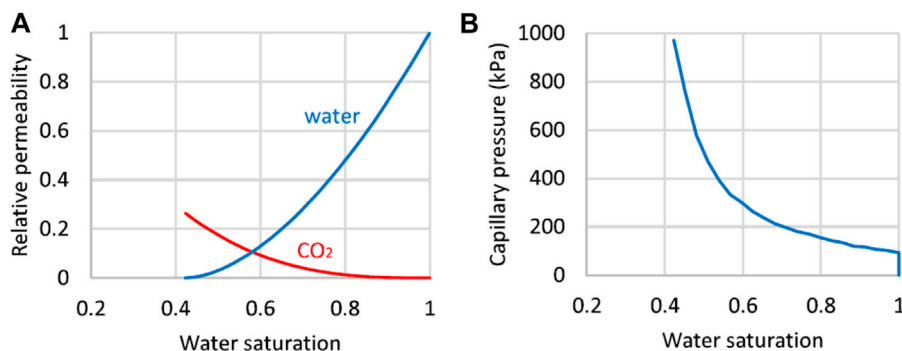 A
Relative permeability
1
0.8
0.6
0.4
0.2
0
water
CO₂
0.2 0.4 0.6 0.8 1
Water saturation
B
Capillary pressure (kPa)
1000
800
600
400
200
0
0.2 0.4 0.6 0.8 1
Water saturation